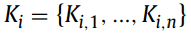 K_i = {K_{i,1}, ..., K_{i,n}}